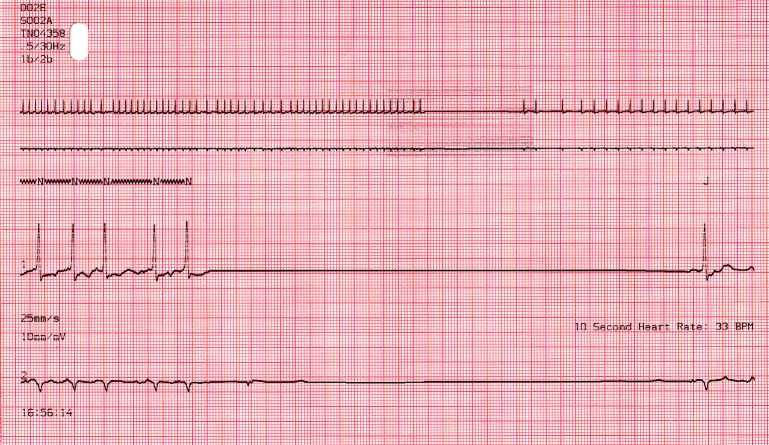 002E
S002A
TN04358
.5/30Hz
1b/2b
N N N N N J
1
25mm/s
10mm/mV
10 Second Heart Rate: 33 BPM
2
16:56:14